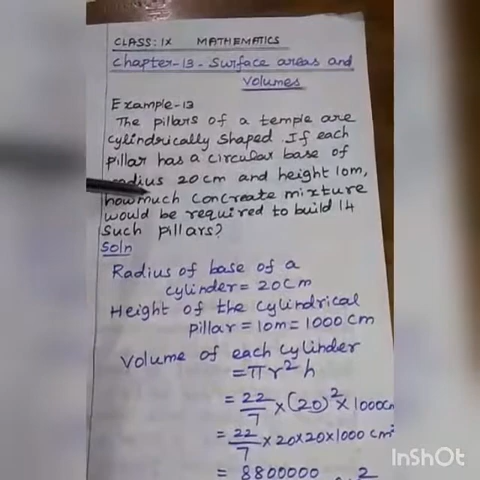 CLASS: IX MATHEMATICS
Chapter-13 - Surface areas and
Volumes
Example-13
The pillars of a temple are
cylindrically shaped. If each
pillar has a circular base of
radius 20 cm and height 10m,
how much concreate mixture
would be required to build 14
such pillars?
Soln
Radius of base of a
cylinder = 20cm
Height of the cylindrical
pillar = 10m = 1000 cm
Volume of each cylinder
= πr²h
= 22/7 × (20)² × 1000cm
= 22/7 × 20×20×1000 cm³
= 8800000
InShOt